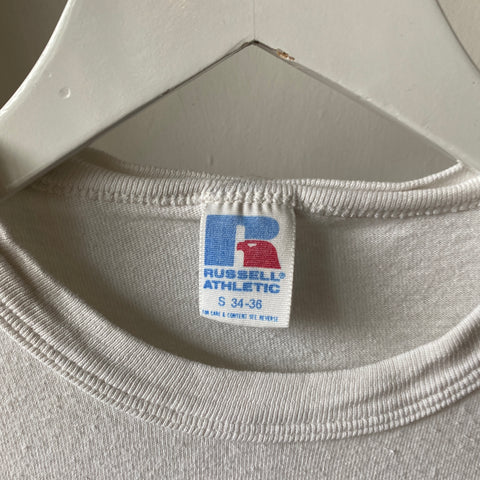 R
RUSSELL®
ATHLETIC
S 34-36
FOR CARE & CONTENT SEE REVERSE